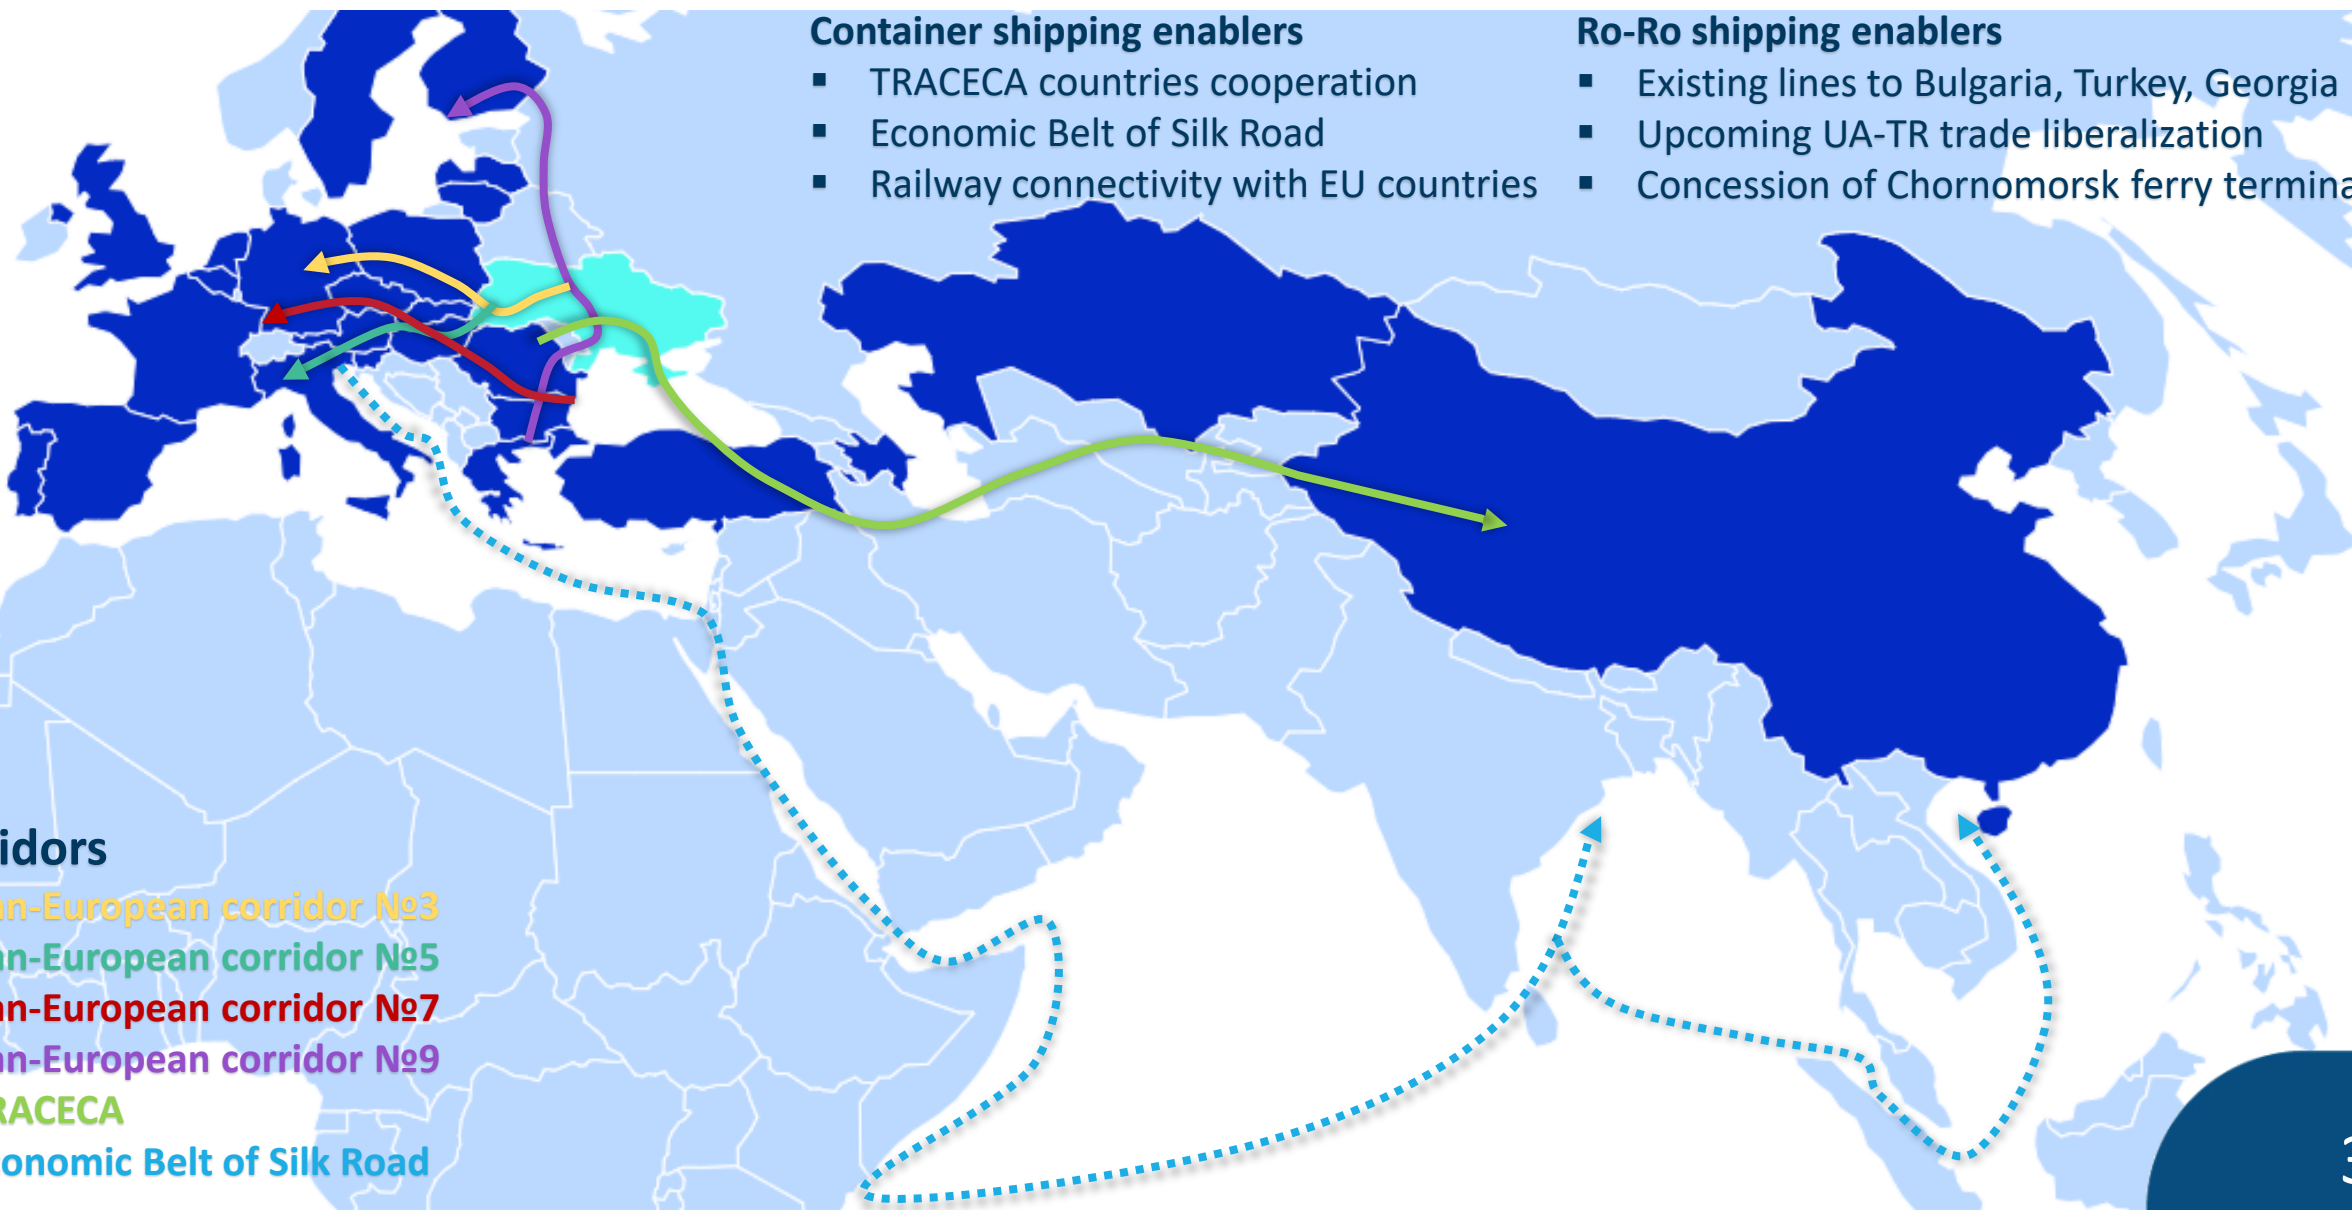 Container shipping enablers
▪ TRACECA countries cooperation
▪ Economic Belt of Silk Road
▪ Railway connectivity with EU countries
Ro-Ro shipping enablers
▪ Existing lines to Bulgaria, Turkey, Georgia
▪ Upcoming UA-TR trade liberalization
▪ Concession of Chornomorsk ferry termina
idors
an-European corridor №3
an-European corridor №5
an-European corridor №7
an-European corridor №9
RACECA
onomic Belt of Silk Road
3